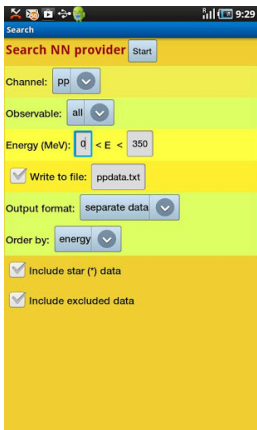 9:29
Search
Search NN provider Start
Channel: pp
Observable: all
Energy (MeV): 0 < E < 350
Write to file: ppdata.txt
Output format: separate data
Order by: energy
Include star (*) data
Include excluded data